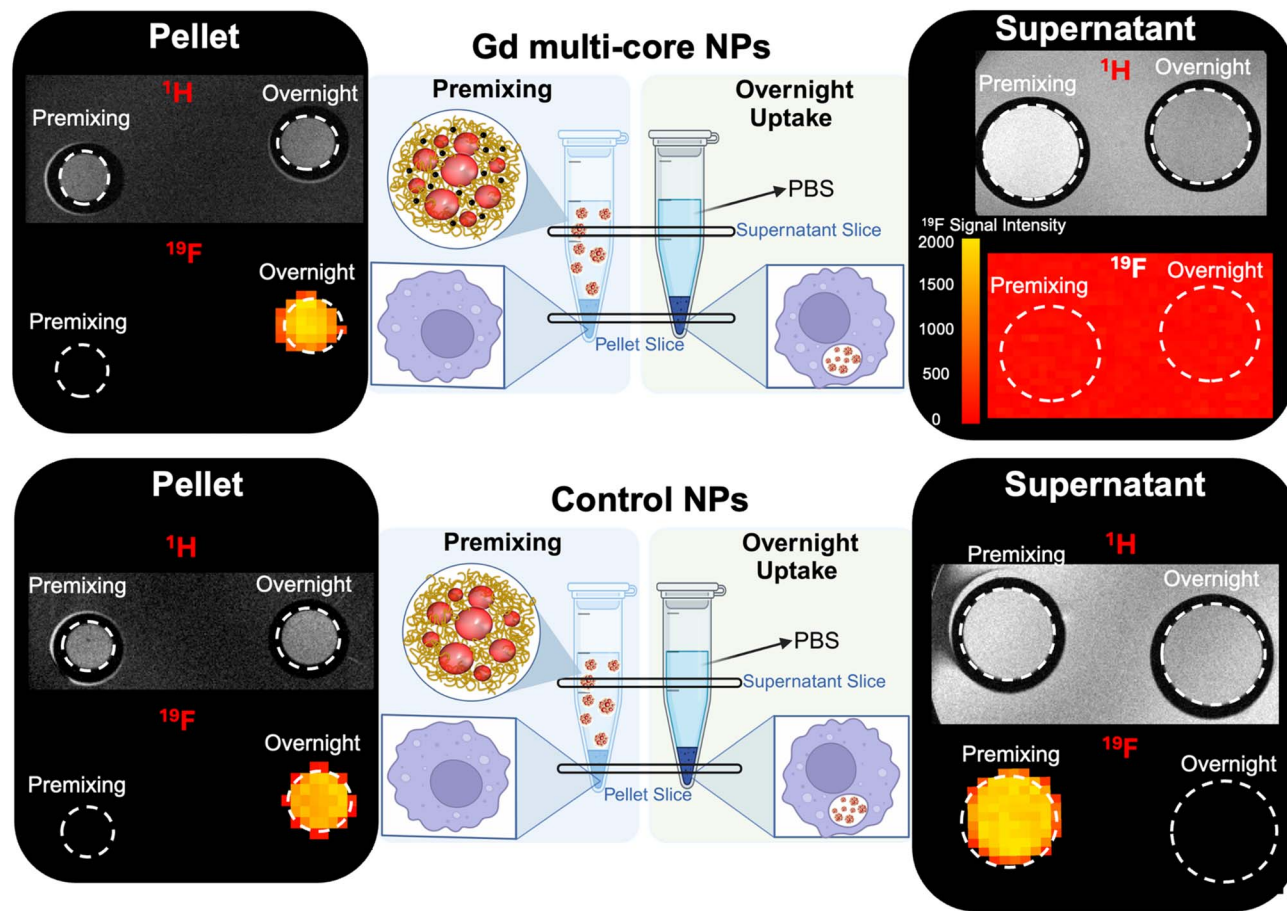 Pellet
¹H
Premixing
Overnight
¹⁹F
Premixing
Overnight
Gd multi-core NPs
Premixing
Overnight
Uptake
PBS
Supernatant Slice
Pellet Slice
Supernatant
¹H
Premixing
Overnight
¹⁹F Signal Intensity
2000
1500
1000
500
0
¹⁹F
Premixing
Overnight
Pellet
¹H
Premixing
Overnight
¹⁹F
Premixing
Overnight
Control NPs
Premixing
Overnight
Uptake
PBS
Supernatant Slice
Pellet Slice
Supernatant
Premixing
¹H
Overnight
Premixing
¹⁹F
Overnight